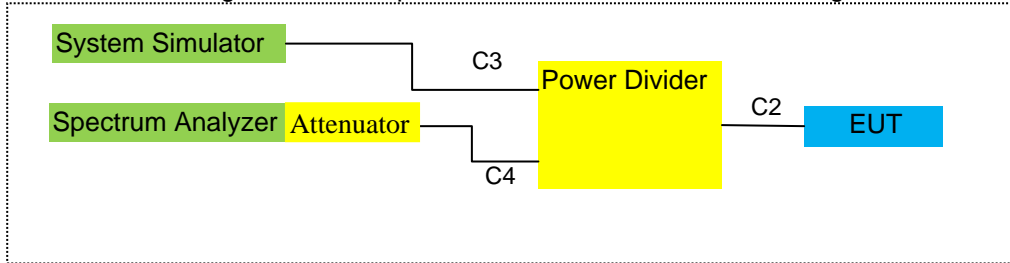 System Simulator
C3
Power Divider
C2
Spectrum Analyzer Attenuator
EUT
C4